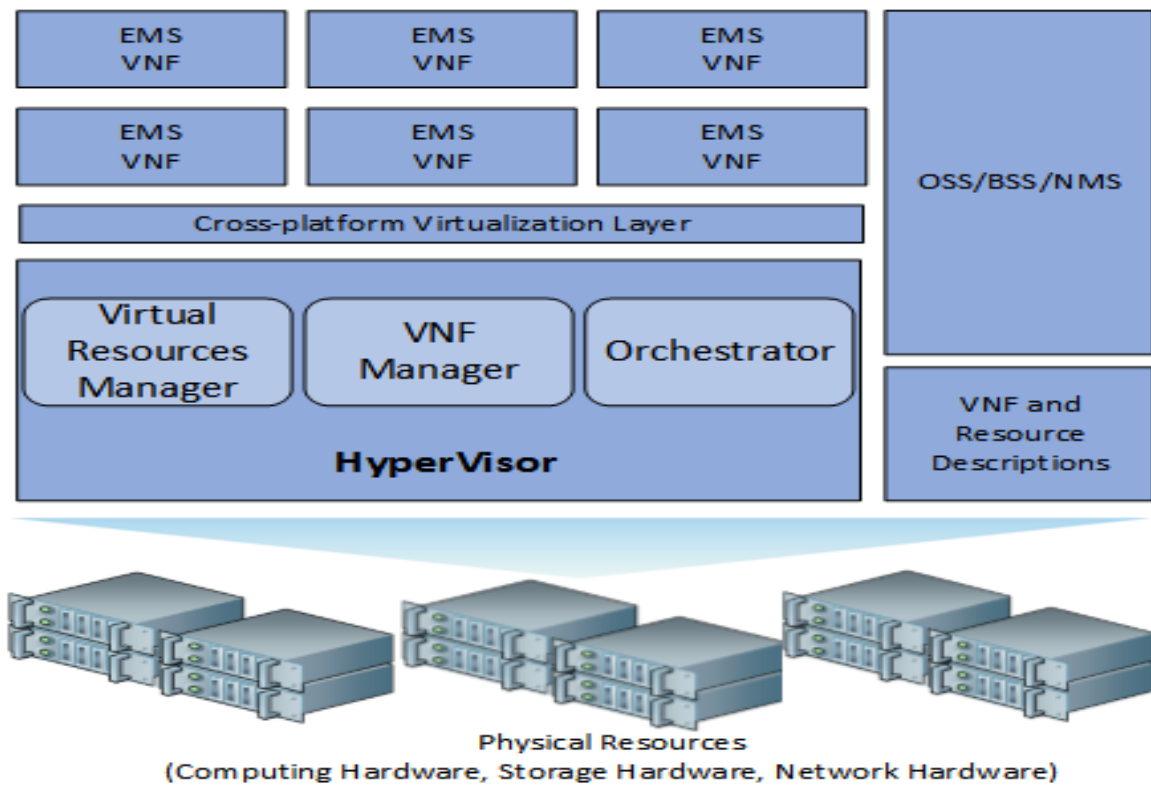 EMS
VNF
EMS
VNF
EMS
VNF
EMS
VNF
EMS
VNF
EMS
VNF
OSS/BSS/NMS
Cross-platform Virtualization Layer
Virtual
Resources
Manager
VNF
Manager
Orchestrator
HyperVisor
VNF and
Resource
Descriptions
Physical Resources
(Computing Hardware, Storage Hardware, Network Hardware)